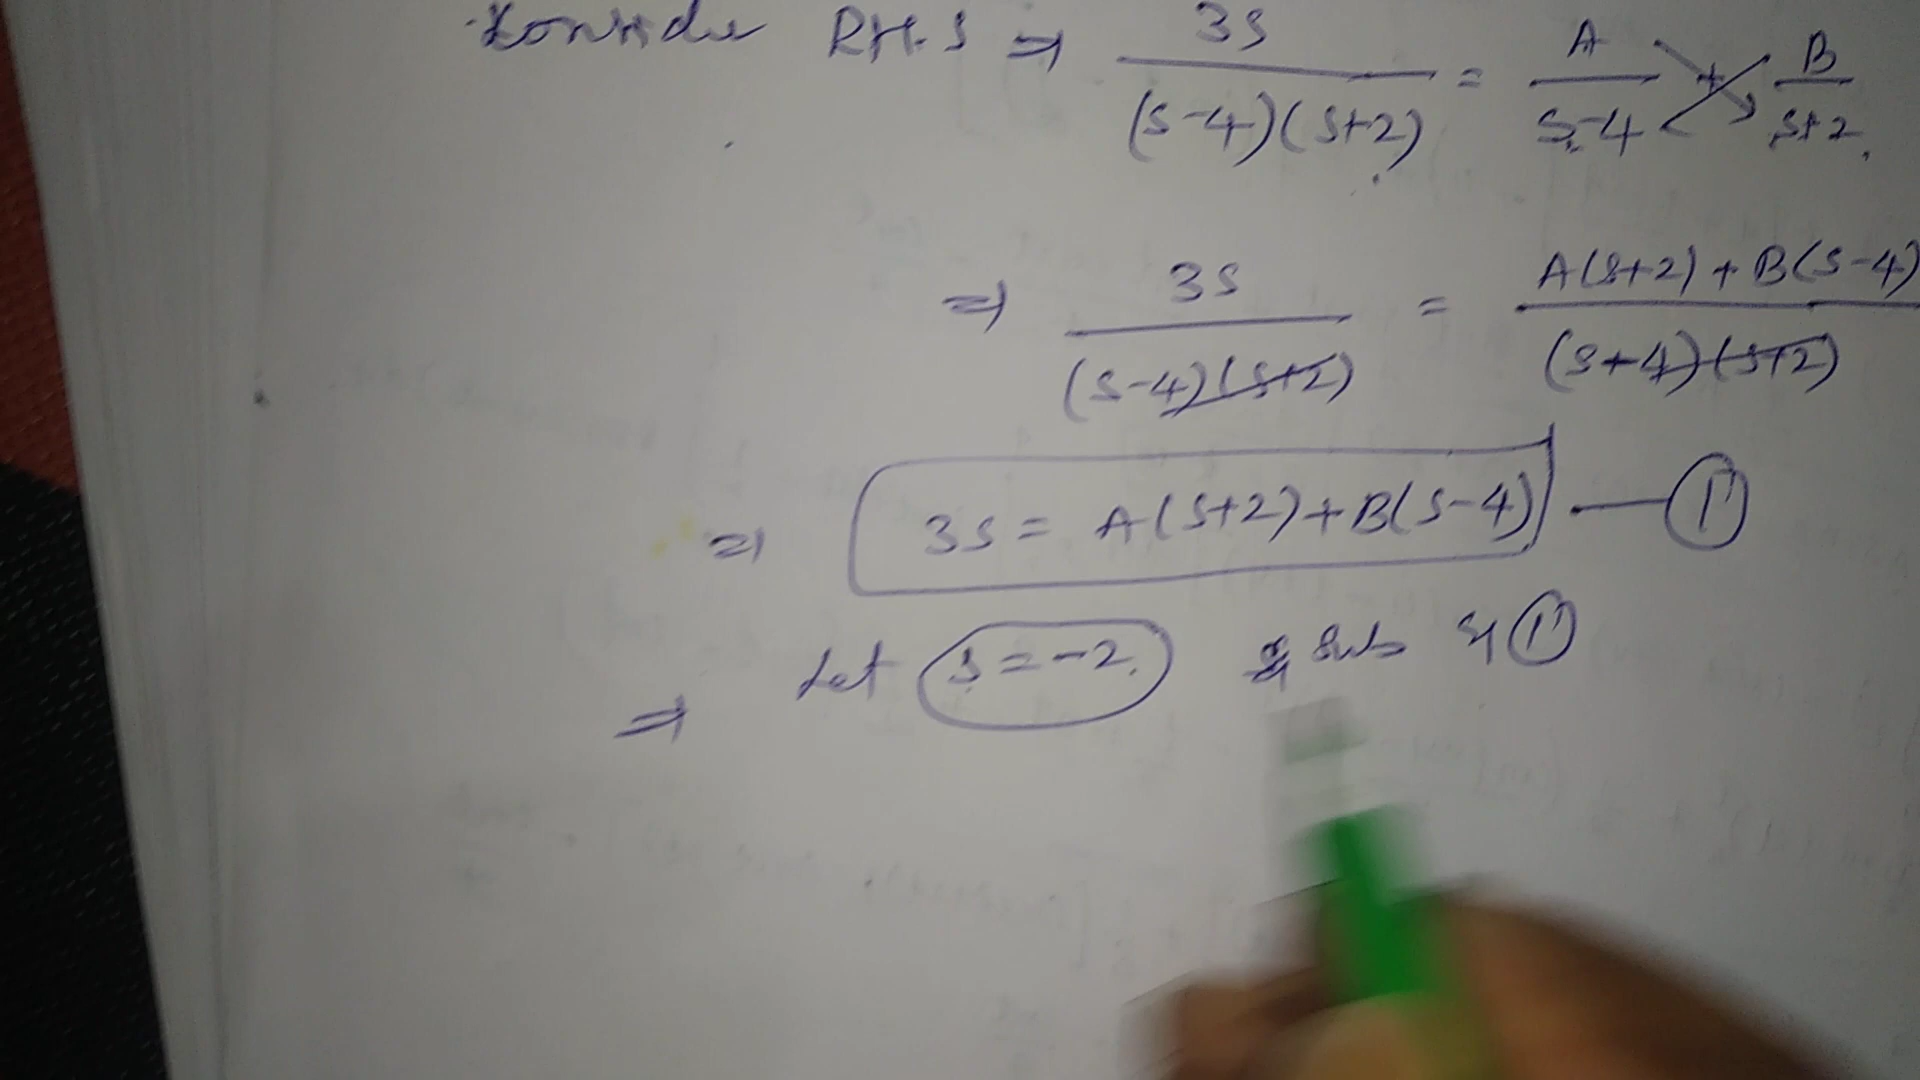 Consider RH.S ⇒ 3s/((s-4)(s+2)) = A/(s-4) + B/(s+2)
⇒ 3s/((s-4)(s+2)) = (A(s+2) + B(s-4))/((s+4)(s+2))
⇒ 3s = A(s+2) + B(s-4) — ①
⇒ Let s = -2 sub in ①